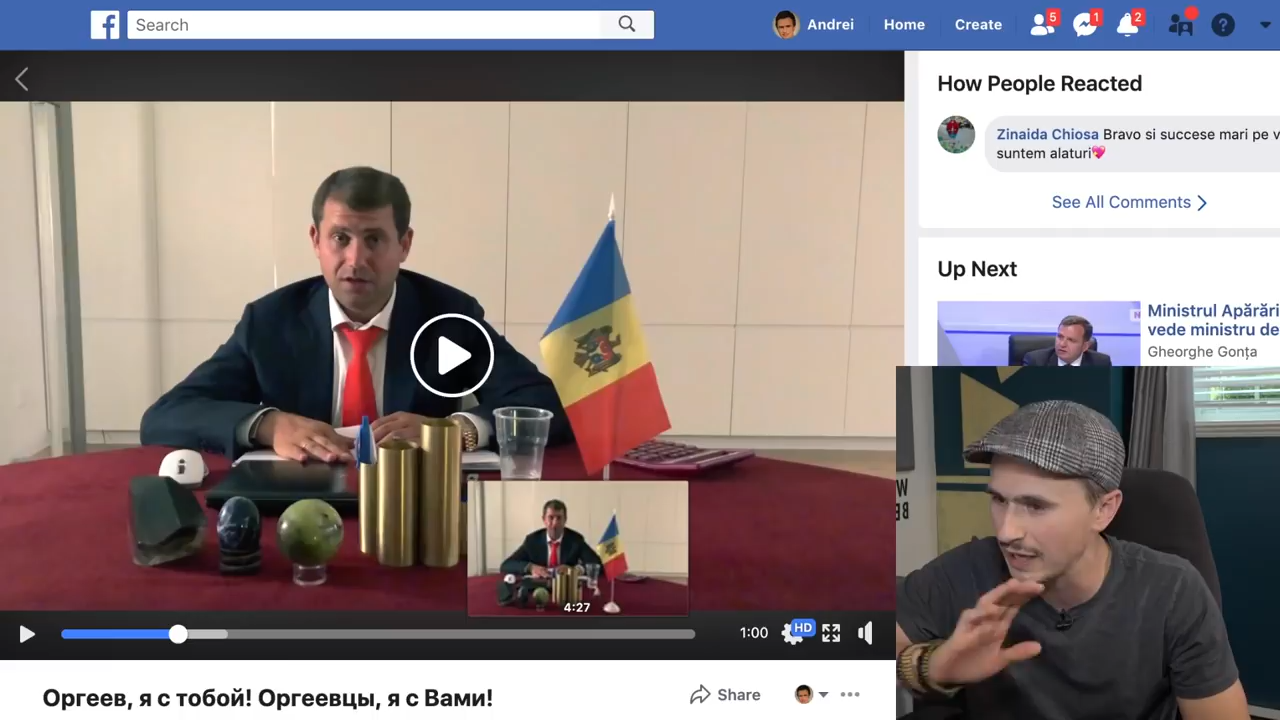 f
Search
Andrei
Home
Create
5
1
2
?
How People Reacted
Zinaida Chiosa Bravo si succese mari pe v
suntem alaturi💖
See All Comments
Up Next
Ministrul Apărări
vede ministru de
Gheorghe Gonța
i
4:27
1:00
HD
Оргеев, я с тобой! Оргеевцы, я с Вами!
Share